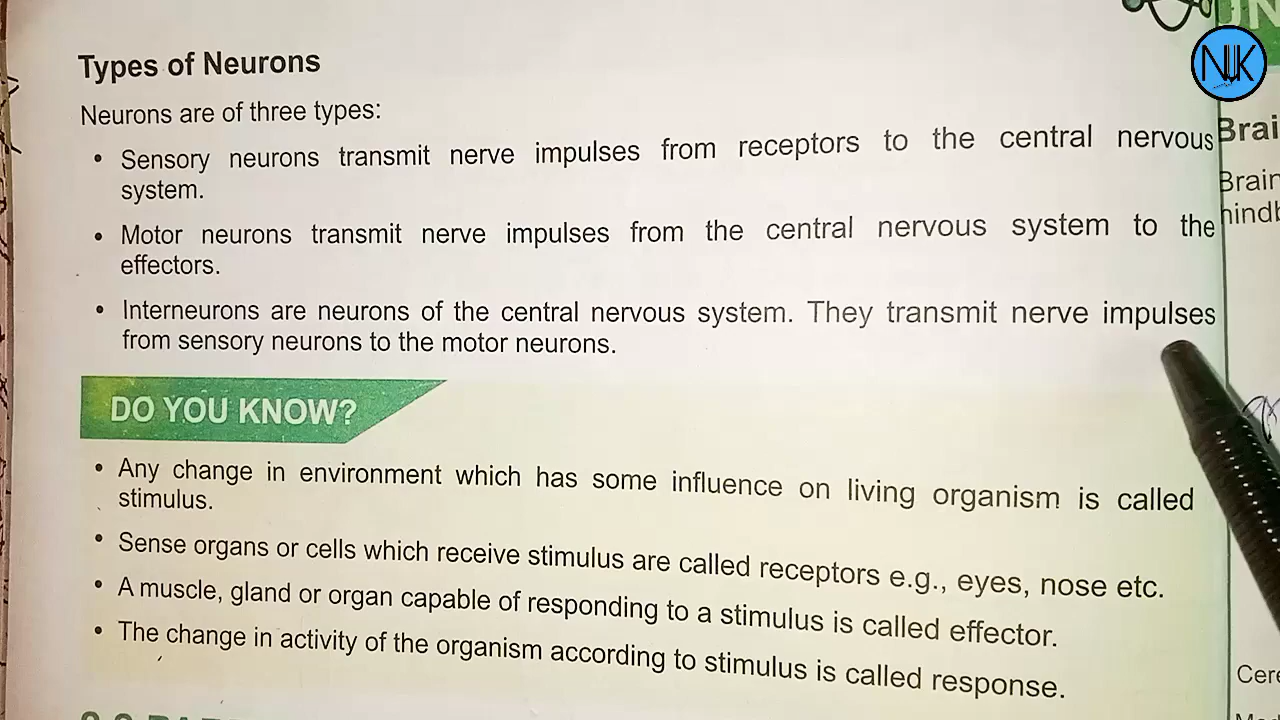 Types of Neurons
Neurons are of three types:
• Sensory neurons transmit nerve impulses from receptors to the central nervous
system.
• Motor neurons transmit nerve impulses from the central nervous system to the
effectors.
• Interneurons are neurons of the central nervous system. They transmit nerve impulses
from sensory neurons to the motor neurons.
DO YOU KNOW?
• Any change in environment which has some influence on living organism is called
stimulus.
• Sense organs or cells which receive stimulus are called receptors e.g., eyes, nose etc.
• A muscle, gland or organ capable of responding to a stimulus is called effector.
• The change in activity of the organism according to stimulus is called response.
NJK
Brai
Brain
hindb
Cere